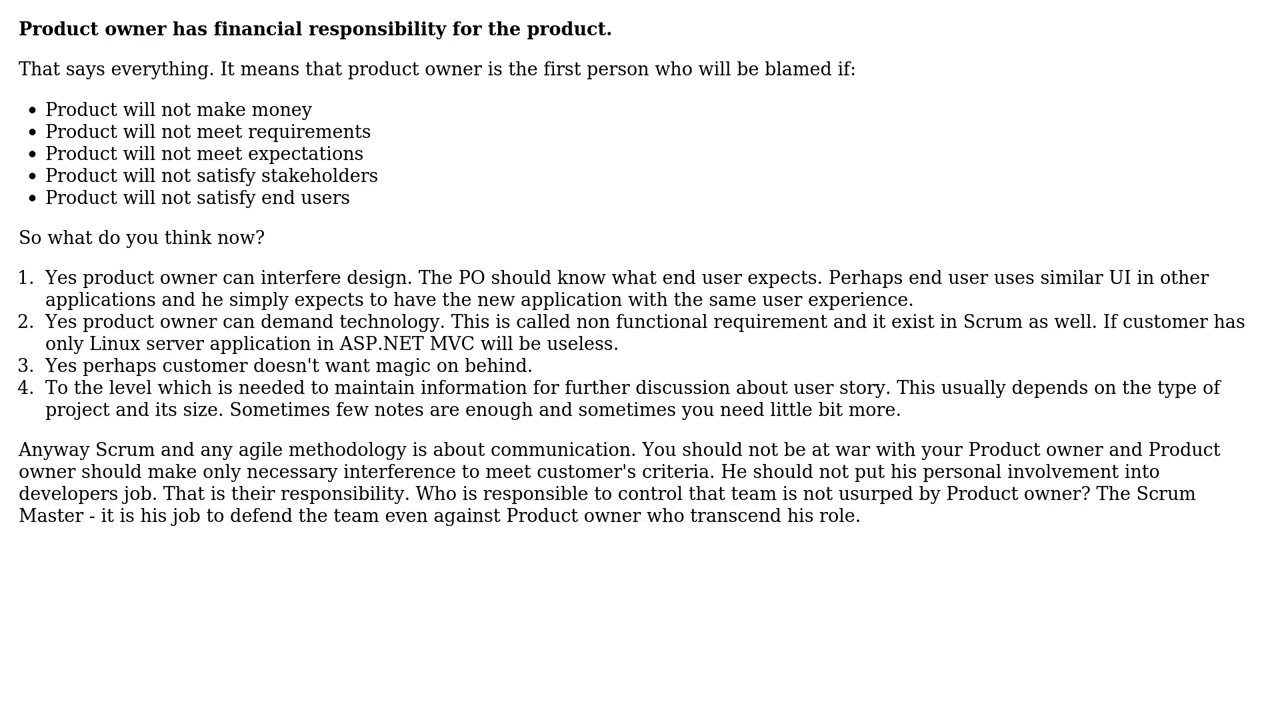 Product owner has financial responsibility for the product.
That says everything. It means that product owner is the first person who will be blamed if:
• Product will not make money
• Product will not meet requirements
• Product will not meet expectations
• Product will not satisfy stakeholders
• Product will not satisfy end users
So what do you think now?
1. Yes product owner can interfere design. The PO should know what end user expects. Perhaps end user uses similar UI in other
applications and he simply expects to have the new application with the same user experience.
2. Yes product owner can demand technology. This is called non functional requirement and it exist in Scrum as well. If customer has
only Linux server application in ASP.NET MVC will be useless.
3. Yes perhaps customer doesn't want magic on behind.
4. To the level which is needed to maintain information for further discussion about user story. This usually depends on the type of
project and its size. Sometimes few notes are enough and sometimes you need little bit more.
Anyway Scrum and any agile methodology is about communication. You should not be at war with your Product owner and Product
owner should make only necessary interference to meet customer's criteria. He should not put his personal involvement into
developers job. That is their responsibility. Who is responsible to control that team is not usurped by Product owner? The Scrum
Master - it is his job to defend the team even against Product owner who transcend his role.